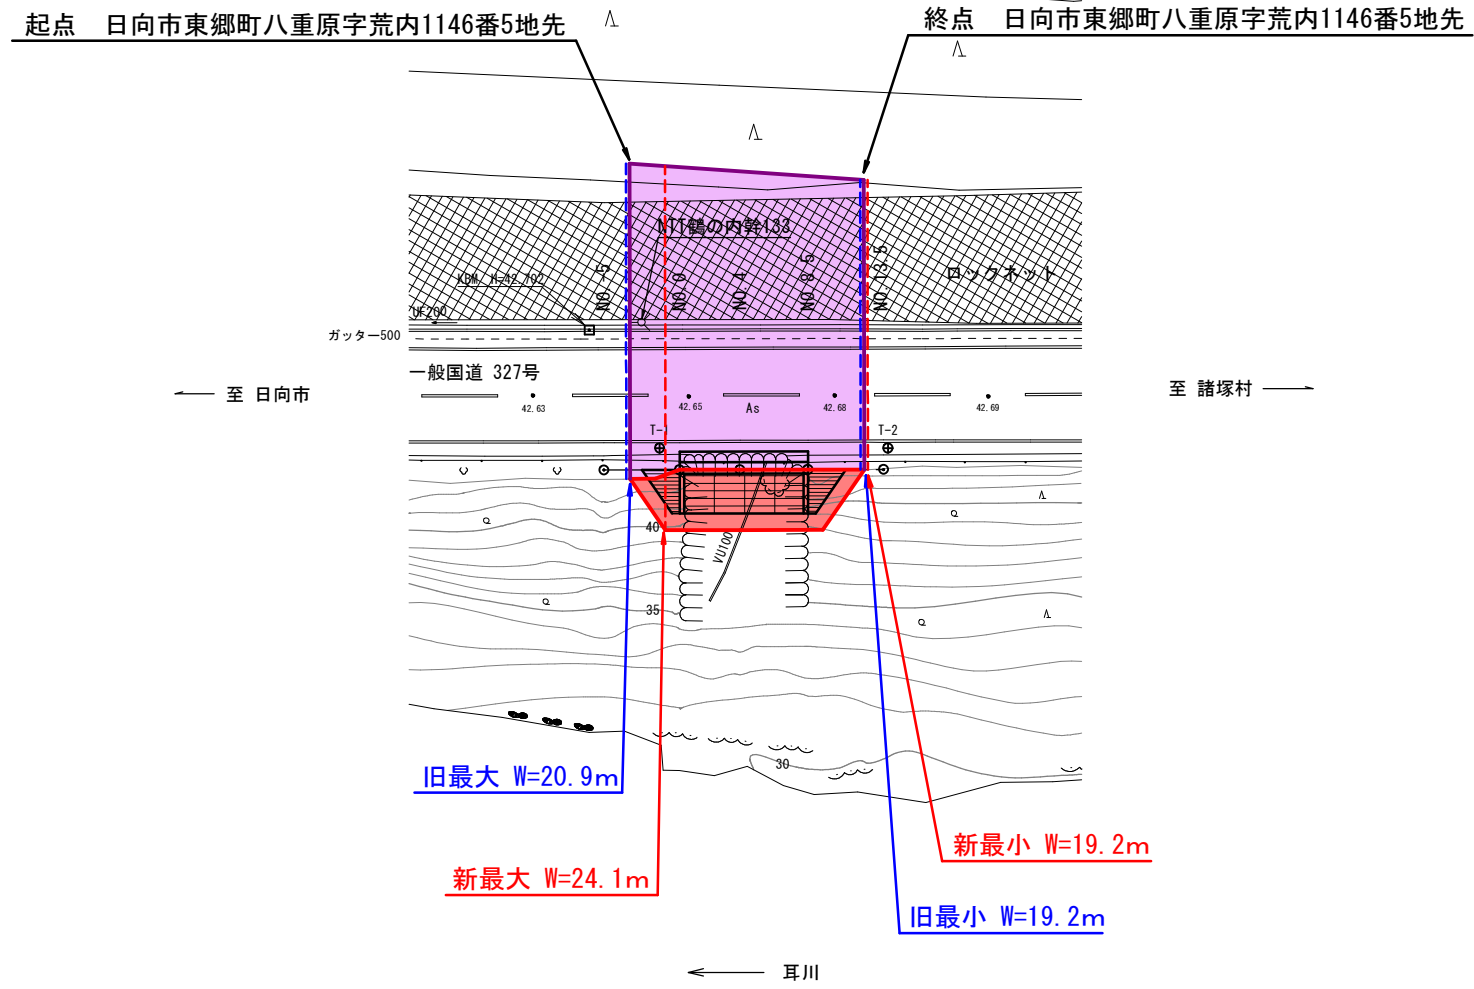 起点　日向市東郷町八重原字荒内1146番5地先
終点　日向市東郷町八重原字荒内1146番5地先
NTT鶴の内幹133
KBM. H=42.702
NO.-5
NO.0
NO.4
NO.8.5
NO.13.5
ロックネット
UF200
ガッター500
一般国道 327号
至 日向市
至 諸塚村
42.63
42.65
As
42.68
42.69
T-1
T-2
40
VU100
35
30
旧最大 W=20.9m
新最大 W=24.1m
新最小 W=19.2m
旧最小 W=19.2m
耳川